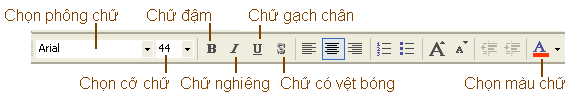 Chọn phông chữ Chữ đậm Chữ gạch chân
Arial 44 B I U S A A A
Chọn cỡ chữ Chữ nghiêng Chữ có vệt bóng Chọn màu chữ